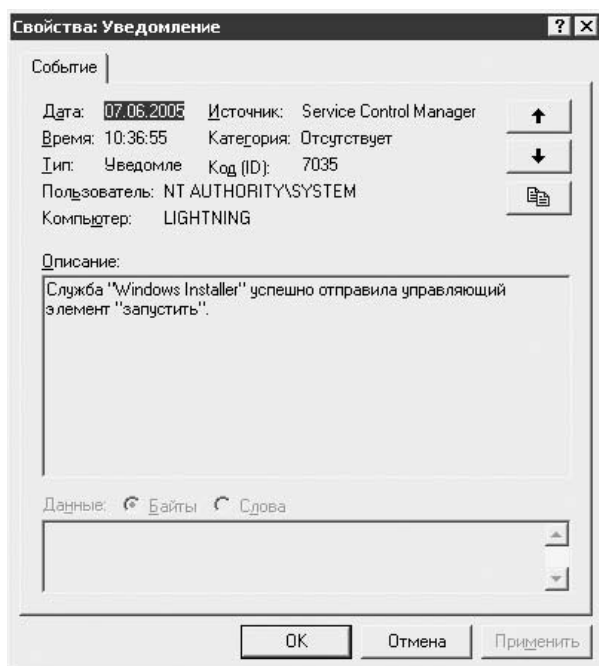 Свойства: Уведомление
Событие
Дата: 07.06.2005 Источник: Service Control Manager
Время: 10:36:55 Категория: Отсутствует
Тип: Уведомле Код (ID): 7035
Пользователь: NT AUTHORITY\SYSTEM
Компьютер: LIGHTNING
Описание:
Служба "Windows Installer" успешно отправила управляющий
элемент "запустить".
Данные: Байты Слова
OK Отмена Применить